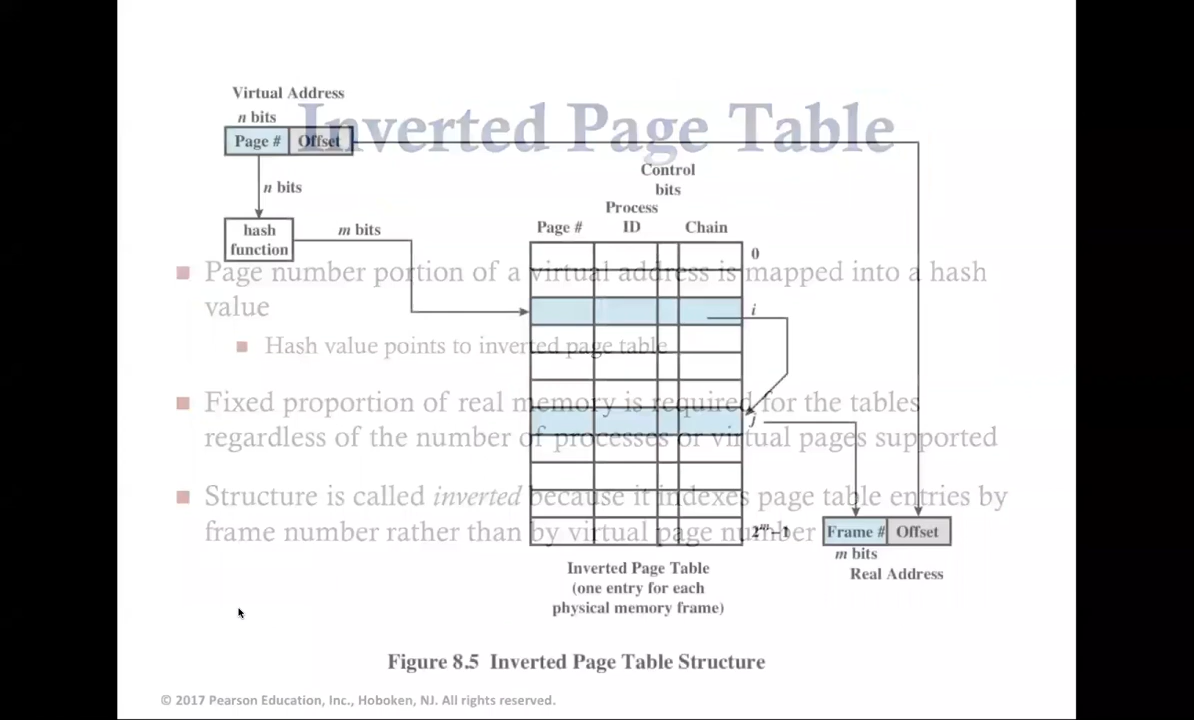 Inverted Page Table
Virtual Address
n bits
Page # Offset
n bits
hash
function
m bits
Control
bits
Process
Page # ID Chain
0
i
j
2^m – 1
Page number portion of a virtual address is mapped into a hash
value
Hash value points to inverted page table
Fixed proportion of real memory is required for the tables
regardless of the number of processes or virtual pages supported
Structure is called inverted because it indexes page table entries by
frame number rather than by virtual page number
Frame # Offset
m bits
Real Address
Inverted Page Table
(one entry for each
physical memory frame)
Figure 8.5 Inverted Page Table Structure
© 2017 Pearson Education, Inc., Hoboken, NJ. All rights reserved.